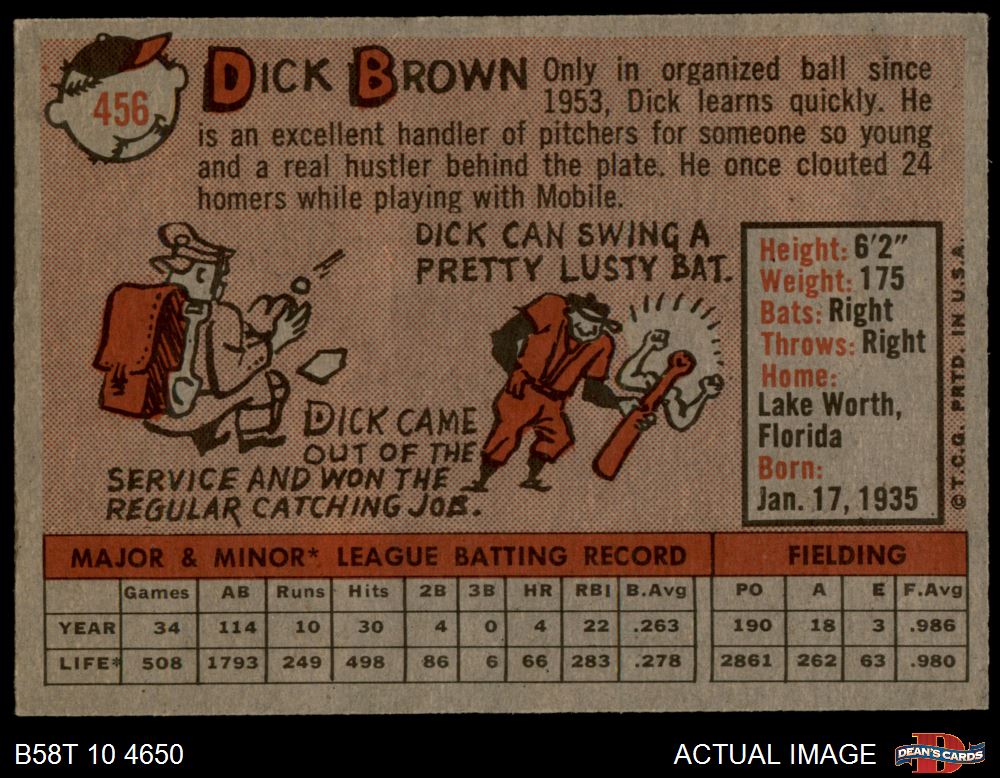 456
DICK BROWN
Only in organized ball since
1953, Dick learns quickly. He
is an excellent handler of pitchers for someone so young
and a real hustler behind the plate. He once clouted 24
homers while playing with Mobile.
DICK CAN SWING A
PRETTY LUSTY BAT.
DICK CAME
OUT OF THE
SERVICE AND WON THE
REGULAR CATCHING JOB.
Height: 6'2"
Weight: 175
Bats: Right
Throws: Right
Home:
Lake Worth,
Florida
Born:
Jan. 17, 1935
© T.C.G. PRTD. IN U.S.A.
MAJOR & MINOR* LEAGUE BATTING RECORD FIELDING
Games AB Runs Hits 2B 3B HR RBI B.Avg PO A E F.Avg
YEAR 34 114 10 30 4 0 4 22 .263 190 18 3 .986
LIFE* 508 1793 249 498 86 6 66 283 .278 2861 262 63 .980
B58T 10 4650
ACTUAL IMAGE
D
DEAN'S CARDS